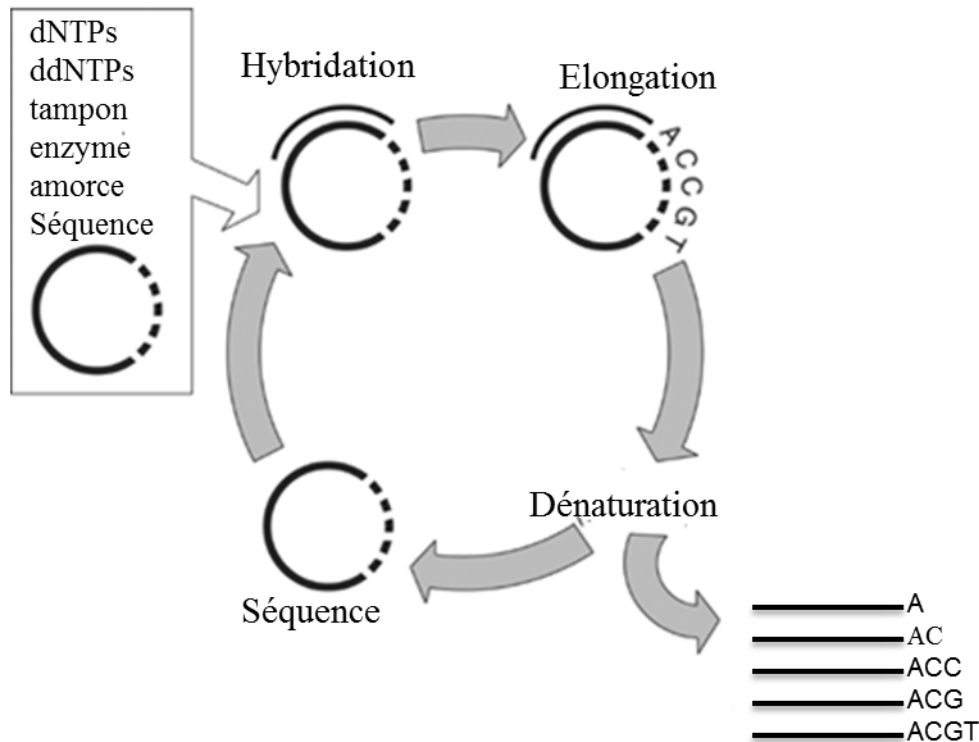 dNTPs
ddNTPs
tampon
enzyme
amorce
Séquence
Hybridation
Elongation
A
C
C
G
T
Dénaturation
Séquence
A
AC
ACC
ACG
ACGT